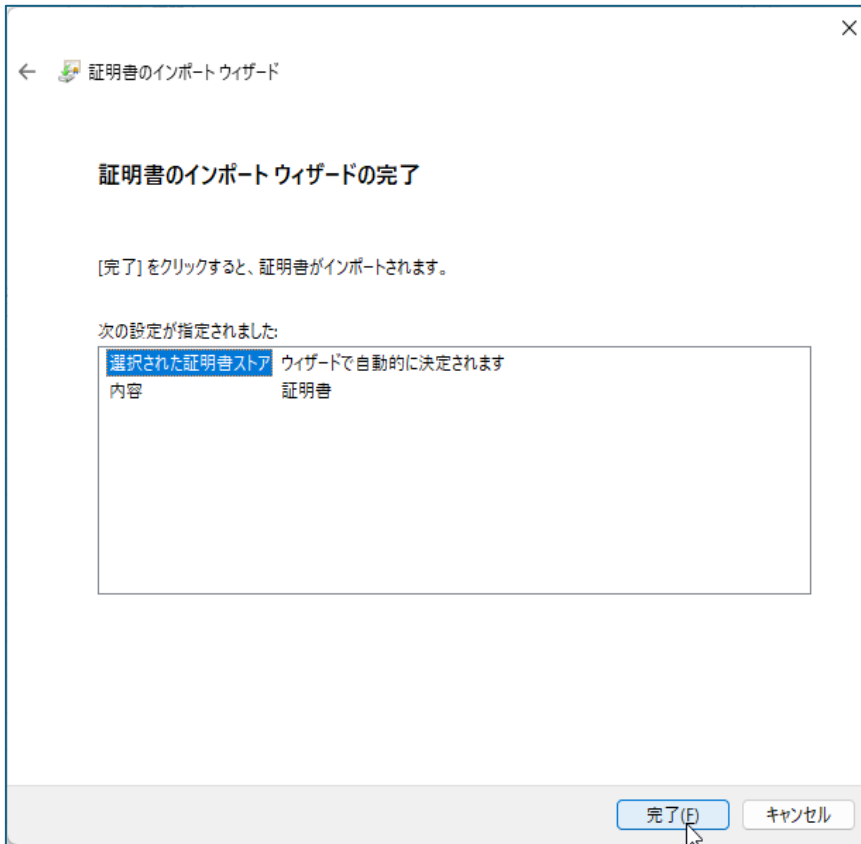 証明書のインポート ウィザード
証明書のインポート ウィザードの完了
[完了] をクリックすると、証明書がインポートされます。
次の設定が指定されました:
選択された証明書ストア ウィザードで自動的に決定されます
内容 証明書
完了(F) キャンセル